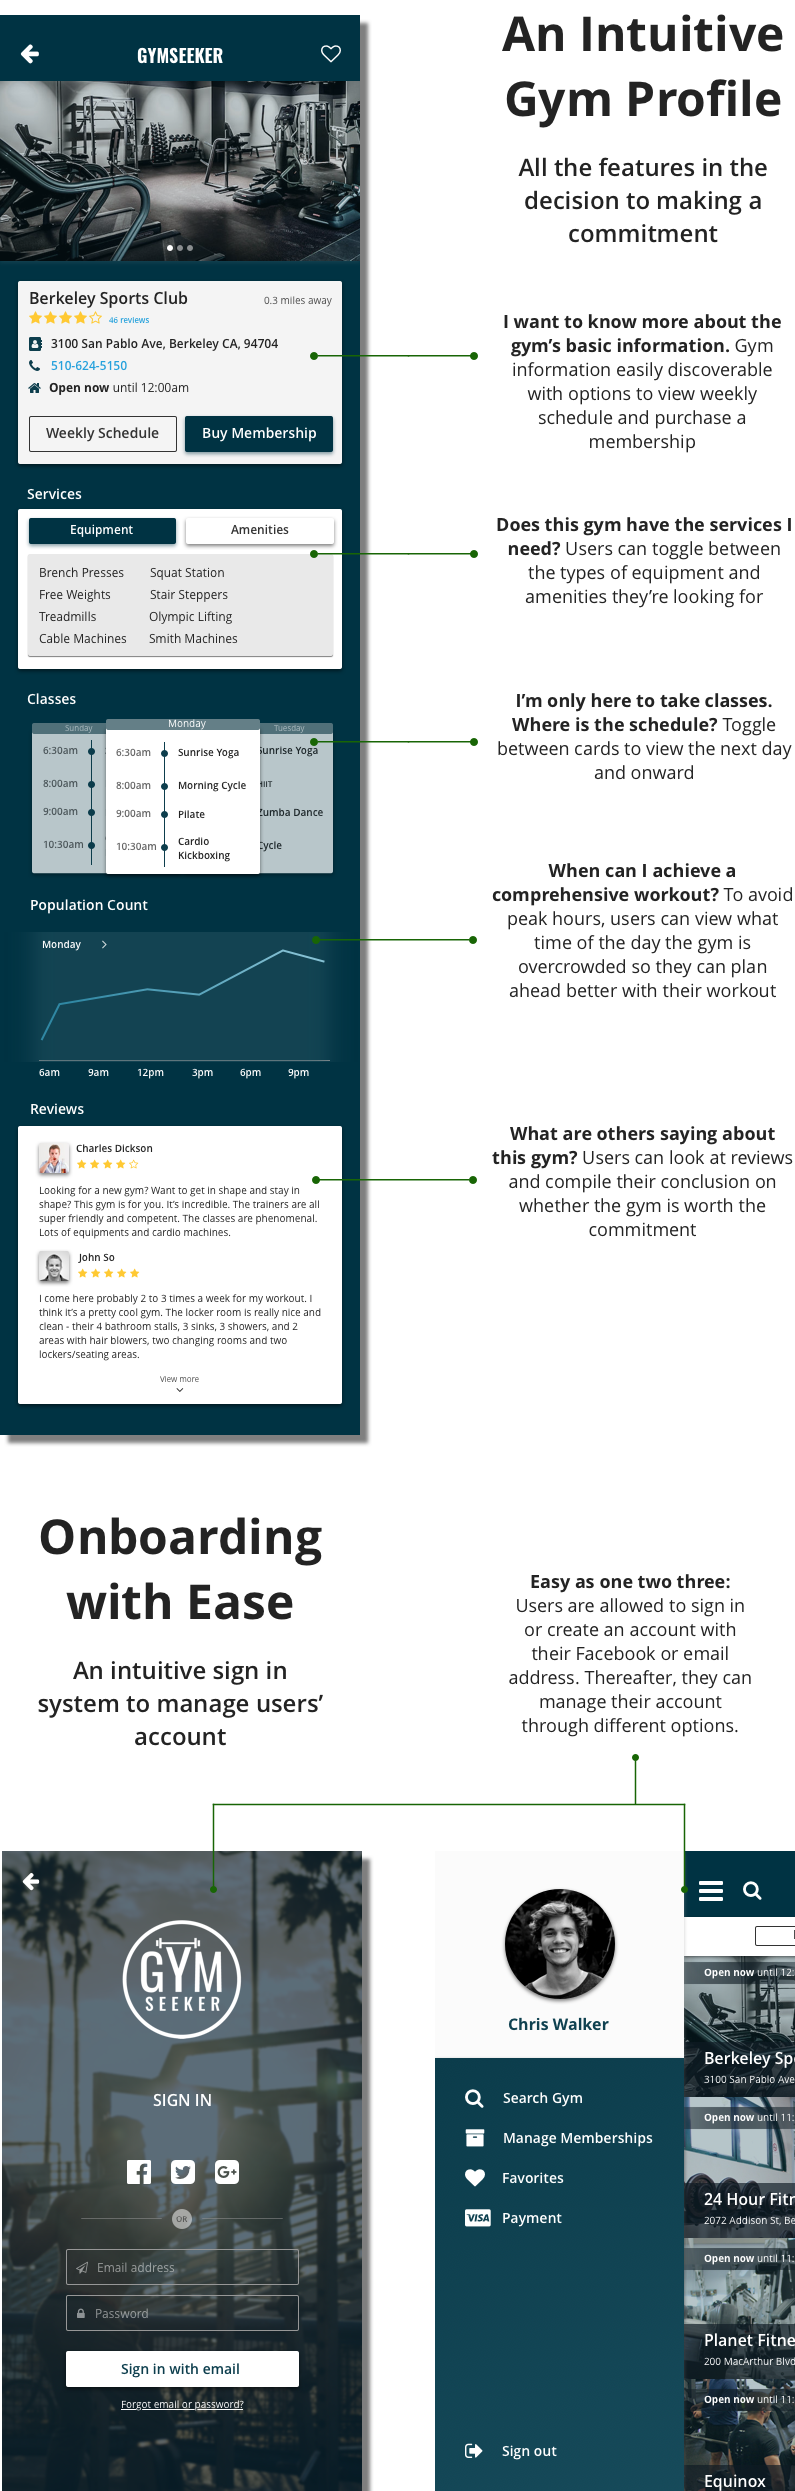 GYMSEEKER
An Intuitive
Gym Profile
All the features in the
decision to making a
commitment
Berkeley Sports Club
0.3 miles away
46 reviews
3100 San Pablo Ave, Berkeley CA, 94704
510-624-5150
Open now until 12:00am
Weekly Schedule
Buy Membership
I want to know more about the
gym's basic information. Gym
information easily discoverable
with options to view weekly
schedule and purchase a
membership
Services
Equipment
Amenities
Brench Presses
Squat Station
Free Weights
Stair Steppers
Treadmills
Olympic Lifting
Cable Machines
Smith Machines
Does this gym have the services I
need? Users can toggle between
the types of equipment and
amenities they're looking for
Classes
Sunday
6:30am
8:00am
9:00am
10:30am
Monday
6:30am Sunrise Yoga
8:00am Morning Cycle
9:00am Pilate
10:30am Cardio
Kickboxing
Tuesday
Sunrise Yoga
HIIT
Zumba Dance
Cycle
I'm only here to take classes.
Where is the schedule? Toggle
between cards to view the next day
and onward
Population Count
Monday
6am 9am 12pm 3pm 6pm 9pm
When can I achieve a
comprehensive workout? To avoid
peak hours, users can view what
time of the day the gym is
overcrowded so they can plan
ahead better with their workout
Reviews
Charles Dickson
Looking for a new gym? Want to get in shape and stay in
shape? This gym is for you. It's incredible. The trainers are all
super friendly and competent. The classes are phenomenal.
Lots of equipments and cardio machines.
John So
I come here probably 2 to 3 times a week for my workout. I
think it's a pretty cool gym. The locker room is really nice and
clean - their 4 bathroom stalls, 3 sinks, 3 showers, and 2
areas with hair blowers, two changing rooms and two
lockers/seating areas.
View more
What are others saying about
this gym? Users can look at reviews
and compile their conclusion on
whether the gym is worth the
commitment
Onboarding
with Ease
An intuitive sign in
system to manage users'
account
Easy as one two three:
Users are allowed to sign in
or create an account with
their Facebook or email
address. Thereafter, they can
manage their account
through different options.
GYM
SEEKER
SIGN IN
G+
OR
Email address
Password
Sign in with email
Forgot email or password?
Chris Walker
Search Gym
Manage Memberships
Favorites
VISA Payment
Sign out
Open now until 12:
Berkeley Sp
3100 San Pablo Ave
Open now until 11:
24 Hour Fitn
2072 Addison St, Be
Open now until 11:
Planet Fitne
200 MacArthur Blvd
Open now until 11:
Equinox